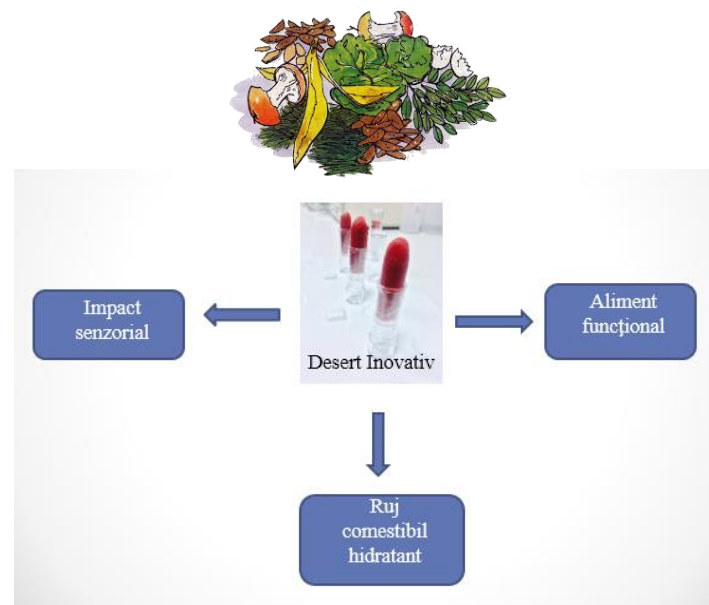 Impact
senzorial
Desert Inovativ
Aliment
funcțional
Ruj
comestibil
hidratant